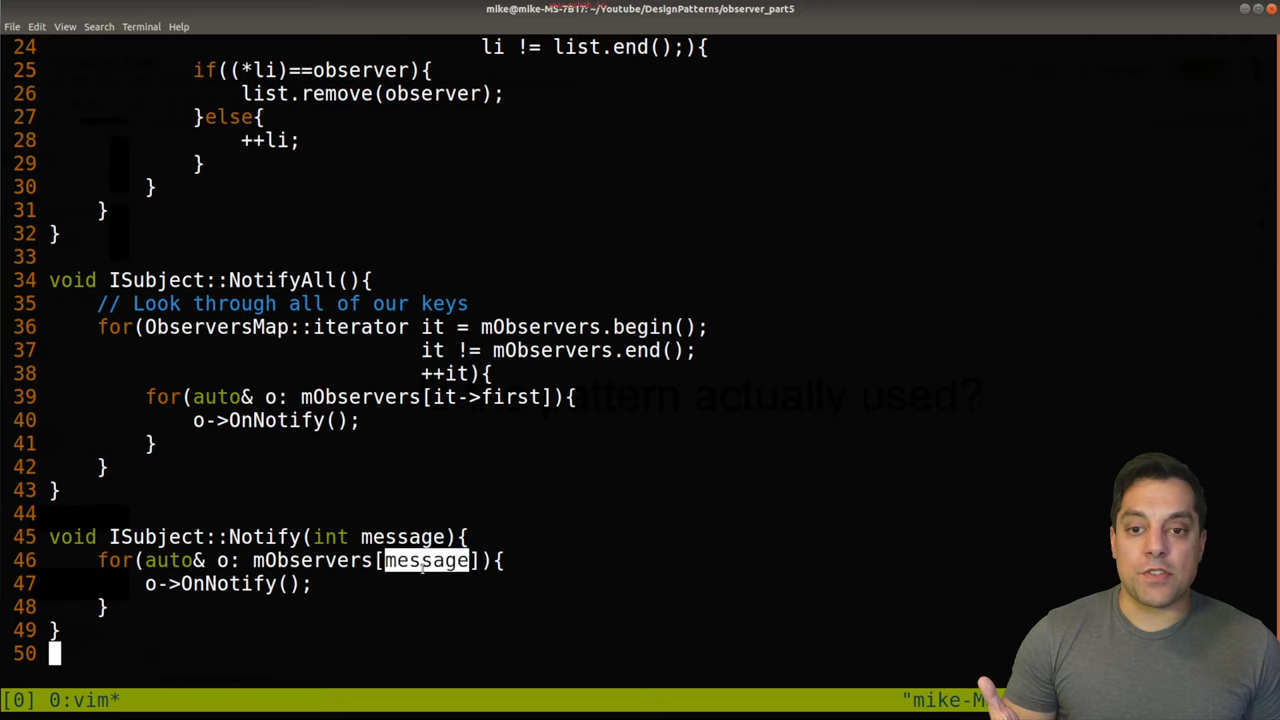 mike@mike-MS-7B17: ~/Youtube/DesignPatterns/observer_part5
File Edit View Search Terminal Help
24 li != list.end();){
25 if((*li)==observer){
26 list.remove(observer);
27 }else{
28 ++li;
29 }
30 }
31 }
32 }
33
34 void ISubject::NotifyAll(){
35 // Look through all of our keys
36 for(ObserversMap::iterator it = mObservers.begin();
37 it != mObservers.end();
38 ++it){
39 for(auto& o: mObservers[it->first]){
40 o->OnNotify();
41 }
42 }
43 }
44
45 void ISubject::Notify(int message){
46 for(auto& o: mObservers[message]){
47 o->OnNotify();
48 }
49 }
50
pattern actually used?
[0] 0:vim* "mike-M